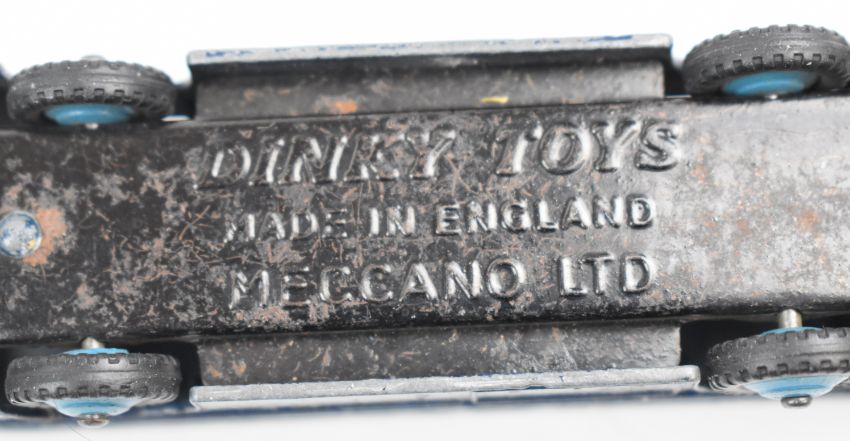 DINKY TOYS
MADE IN ENGLAND
MECCANO LTD